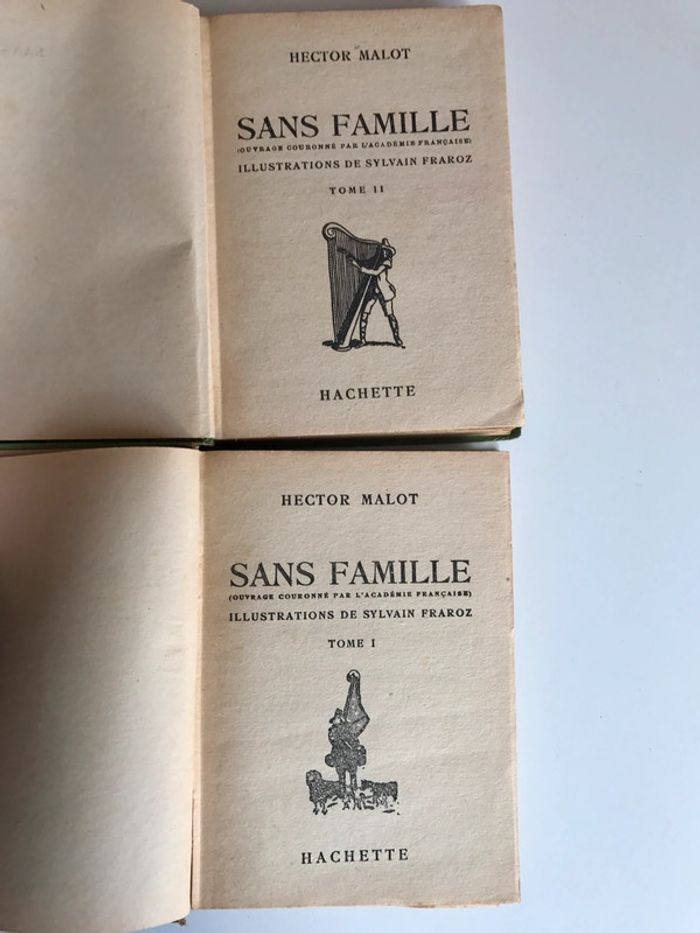 HECTOR MALOT
SANS FAMILLE
(OUVRAGE COURONNÉ PAR L'ACADÉMIE FRANÇAISE)
ILLUSTRATIONS DE SYLVAIN FRAROZ
TOME II
HACHETTE
HECTOR MALOT
SANS FAMILLE
(OUVRAGE COURONNÉ PAR L'ACADÉMIE FRANÇAISE)
ILLUSTRATIONS DE SYLVAIN FRAROZ
TOME I
HACHETTE